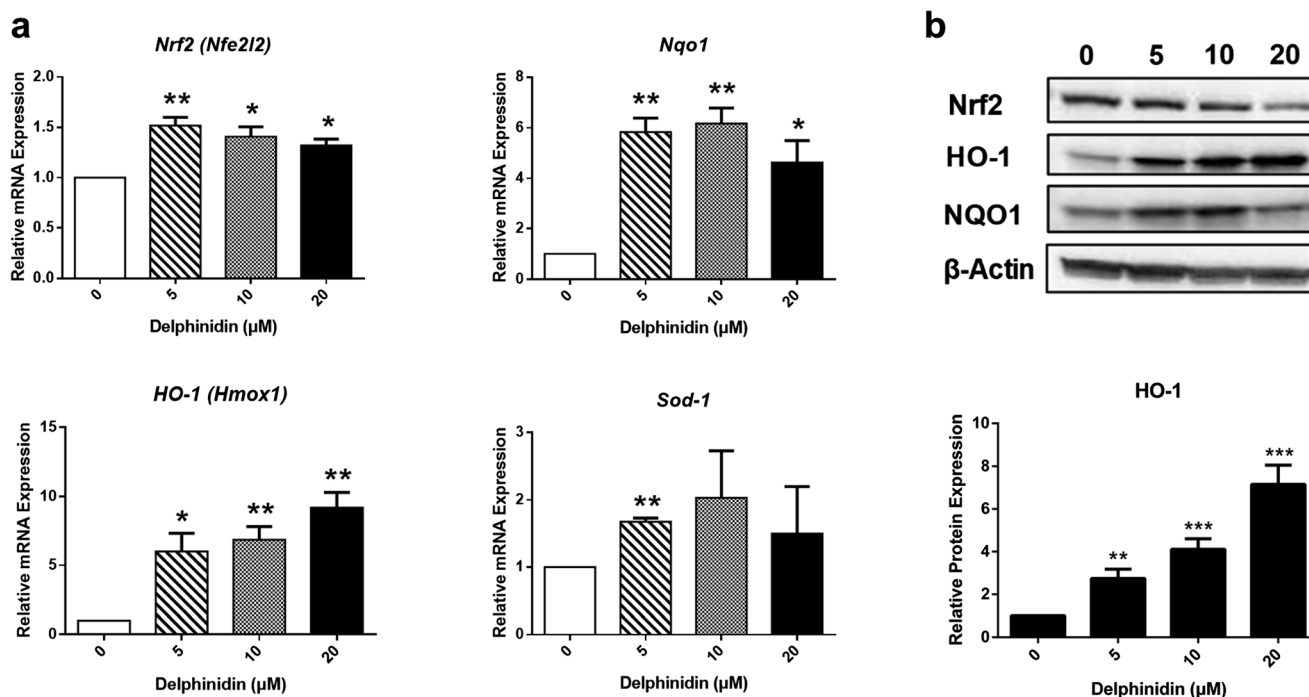 a
Nrf2 (Nfe2l2)
Relative mRNA Expression
2.0
1.5
1.0
0.5
0.0
**
*
*
0
5
10
20
Delphinidin (µM)
Nqo1
Relative mRNA Expression
8
6
4
2
0
**
**
*
0
5
10
20
Delphinidin (µM)
HO-1 (Hmox1)
Relative mRNA Expression
15
10
5
0
*
**
**
0
5
10
20
Delphinidin (µM)
Sod-1
Relative mRNA Expression
3
2
1
0
**
0
5
10
20
Delphinidin (µM)
b
0 5 10 20
Nrf2
HO-1
NQO1
β-Actin
HO-1
Relative Protein Expression
10
8
6
4
2
0
**
***
***
0
5
10
20
Delphinidin (µM)